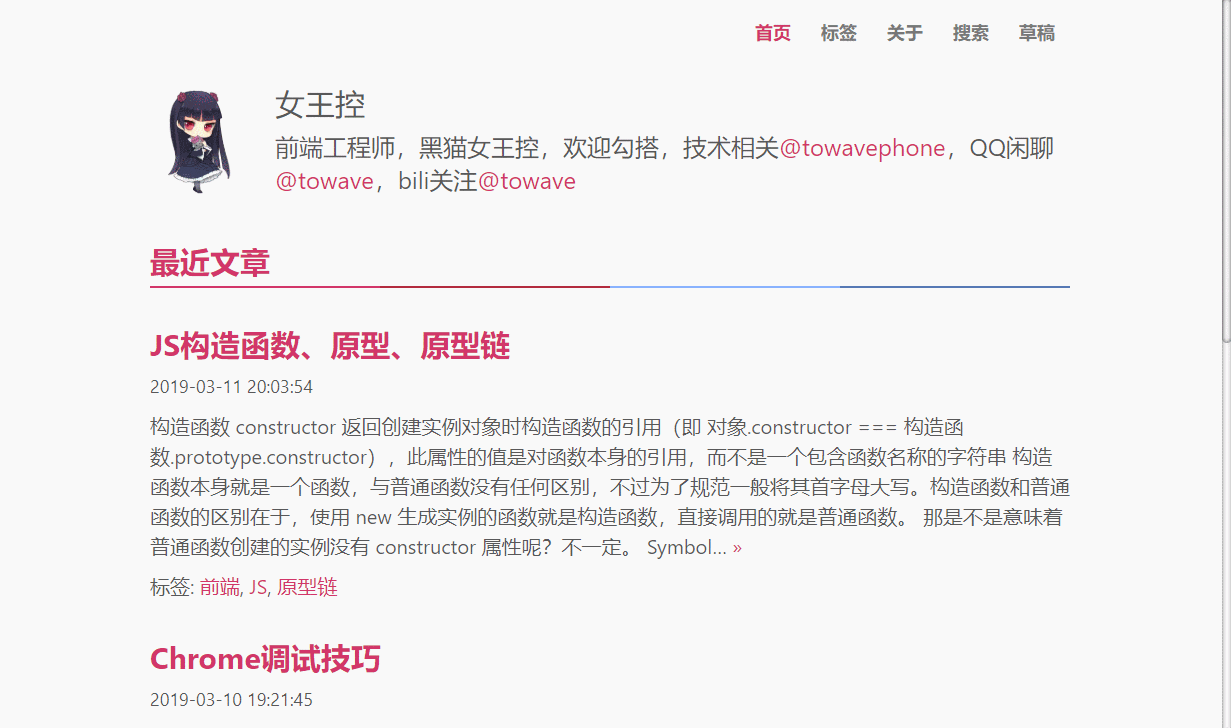 首页 标签 关于 搜索 草稿
女王控
前端工程师，黑猫女王控，欢迎勾搭，技术相关@towavephone，QQ闲聊
@towave，bili关注@towave
最近文章
JS构造函数、原型、原型链
2019-03-11 20:03:54
构造函数 constructor 返回创建实例对象时构造函数的引用（即 对象.constructor === 构造函
数.prototype.constructor），此属性的值是对函数本身的引用，而不是一个包含函数名称的字符串 构造
函数本身就是一个函数，与普通函数没有任何区别，不过为了规范一般将其首字母大写。构造函数和普通
函数的区别在于，使用 new 生成实例的函数就是构造函数，直接调用的就是普通函数。 那是不是意味着
普通函数创建的实例没有 constructor 属性呢？不一定。 Symbol… »
标签: 前端, JS, 原型链
Chrome调试技巧
2019-03-10 19:21:45